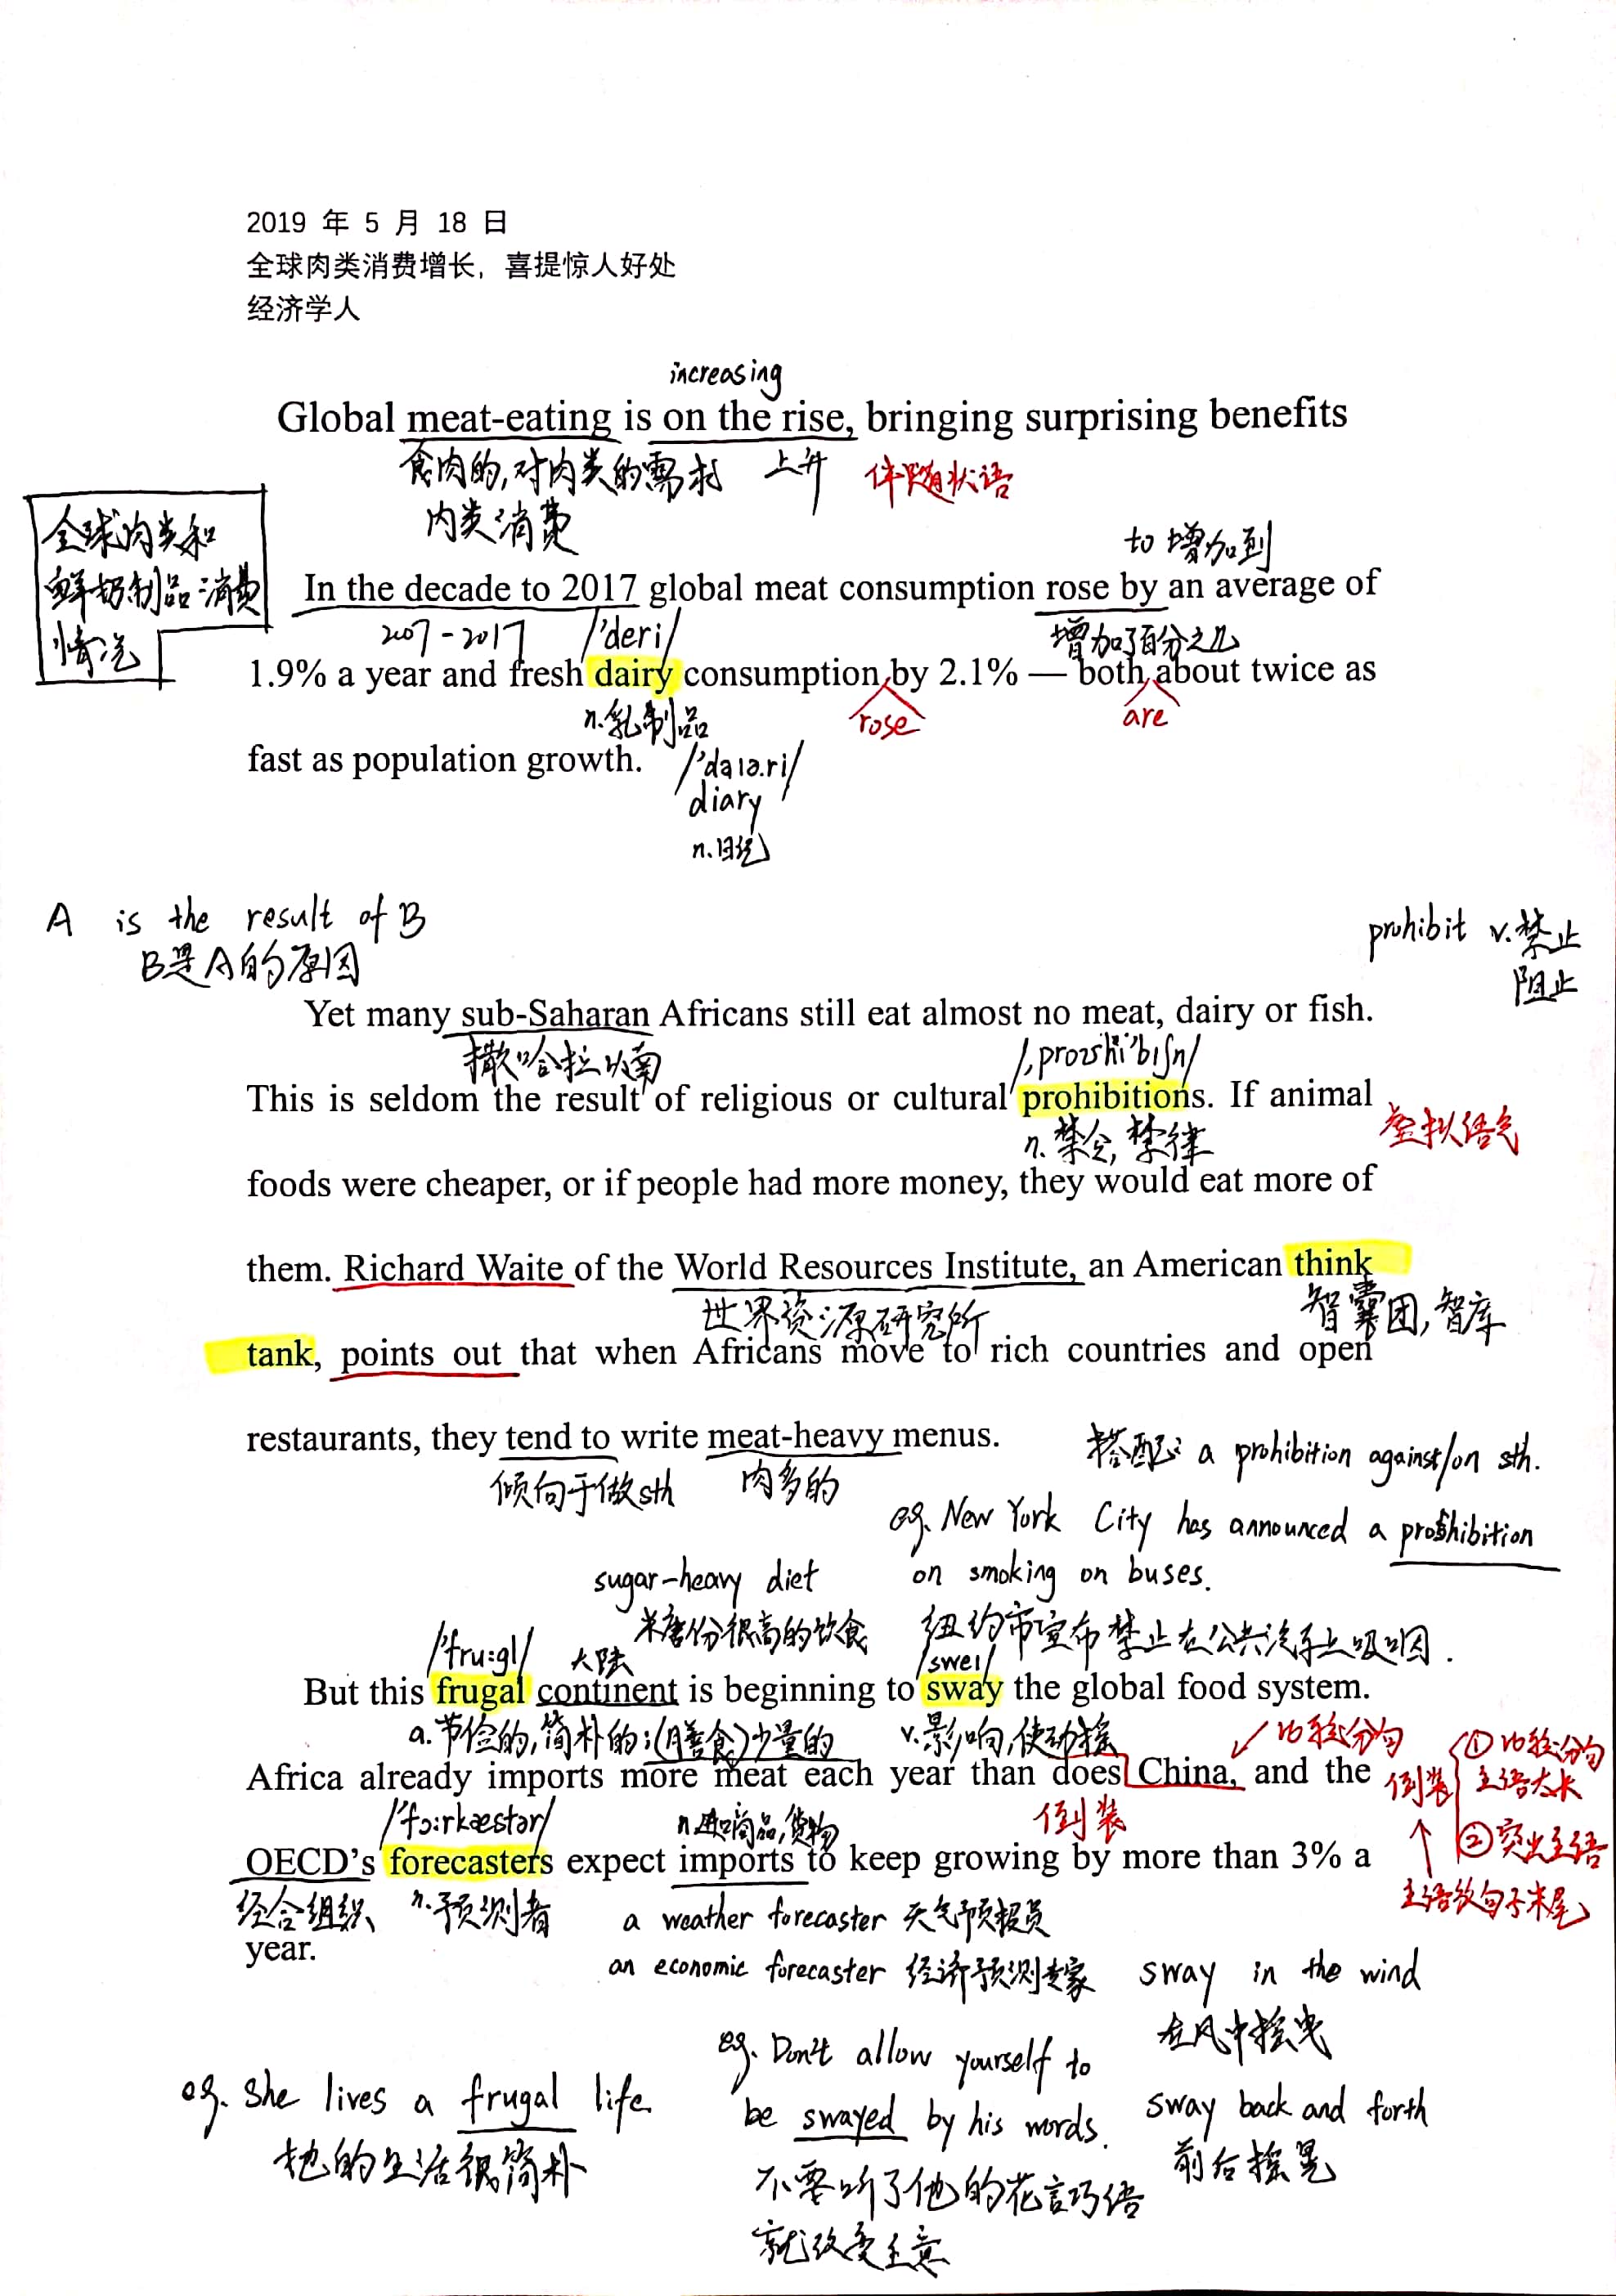 2019 年 5 月 18 日
全球肉类消费增长，喜提惊人好处
经济学人
increasing
Global meat-eating is on the rise, bringing surprising benefits
食肉的,对肉类的需求 上升 伴随状语
肉类消费
全球肉类和
鲜奶制品消费
情况
to 增加到
In the decade to 2017 global meat consumption rose by an average of
2007-2017 /'deri/ 增加了百分之几
1.9% a year and fresh dairy consumption by 2.1% — both about twice as
n.乳制品 rose are
fast as population growth. /'daɪə.ri/
diary
n.日记
A is the result of B
B是A的原因
prohibit v.禁止
阻止
Yet many sub-Saharan Africans still eat almost no meat, dairy or fish.
撒哈拉以南 /ˌproʊhɪ'bɪʃn/
This is seldom the result of religious or cultural prohibitions. If animal
n.禁令,禁律 虚拟语气
foods were cheaper, or if people had more money, they would eat more of
them. Richard Waite of the World Resources Institute, an American think
世界资源研究所 智囊团,智库
tank, points out that when Africans move to rich countries and open
restaurants, they tend to write meat-heavy menus.
倾向于做sth 肉多的
搭配: a prohibition against/on sth.
eg. New York City has announced a prohibition
on smoking on buses.
纽约市宣布禁止在公共汽车上吸烟.
sugar-heavy diet
糖份很高的饮食
/'fru:gl/ 大陆 /sweɪ/
But this frugal continent is beginning to sway the global food system.
a.节俭的,简朴的;(膳食)少量的 v.影响,使动摇 比较分句
Africa already imports more meat each year than does China, and the
/'fɔ:rkæstər/ n.进口商品,货物 倒装
倒装 ①比较分句
主语太长
②突出主语
主语放句子末尾
OECD's forecasters expect imports to keep growing by more than 3% a
经合组织 n.预测者
year.
a weather forecaster 天气预报员
an economic forecaster 经济预测专家
sway in the wind
在风中摇曳
sway back and forth
前后摇晃
eg. She lives a frugal life.
她的生活很简朴
eg. Don't allow yourself to
be swayed by his words.
不要听了他的花言巧语
就改变主意